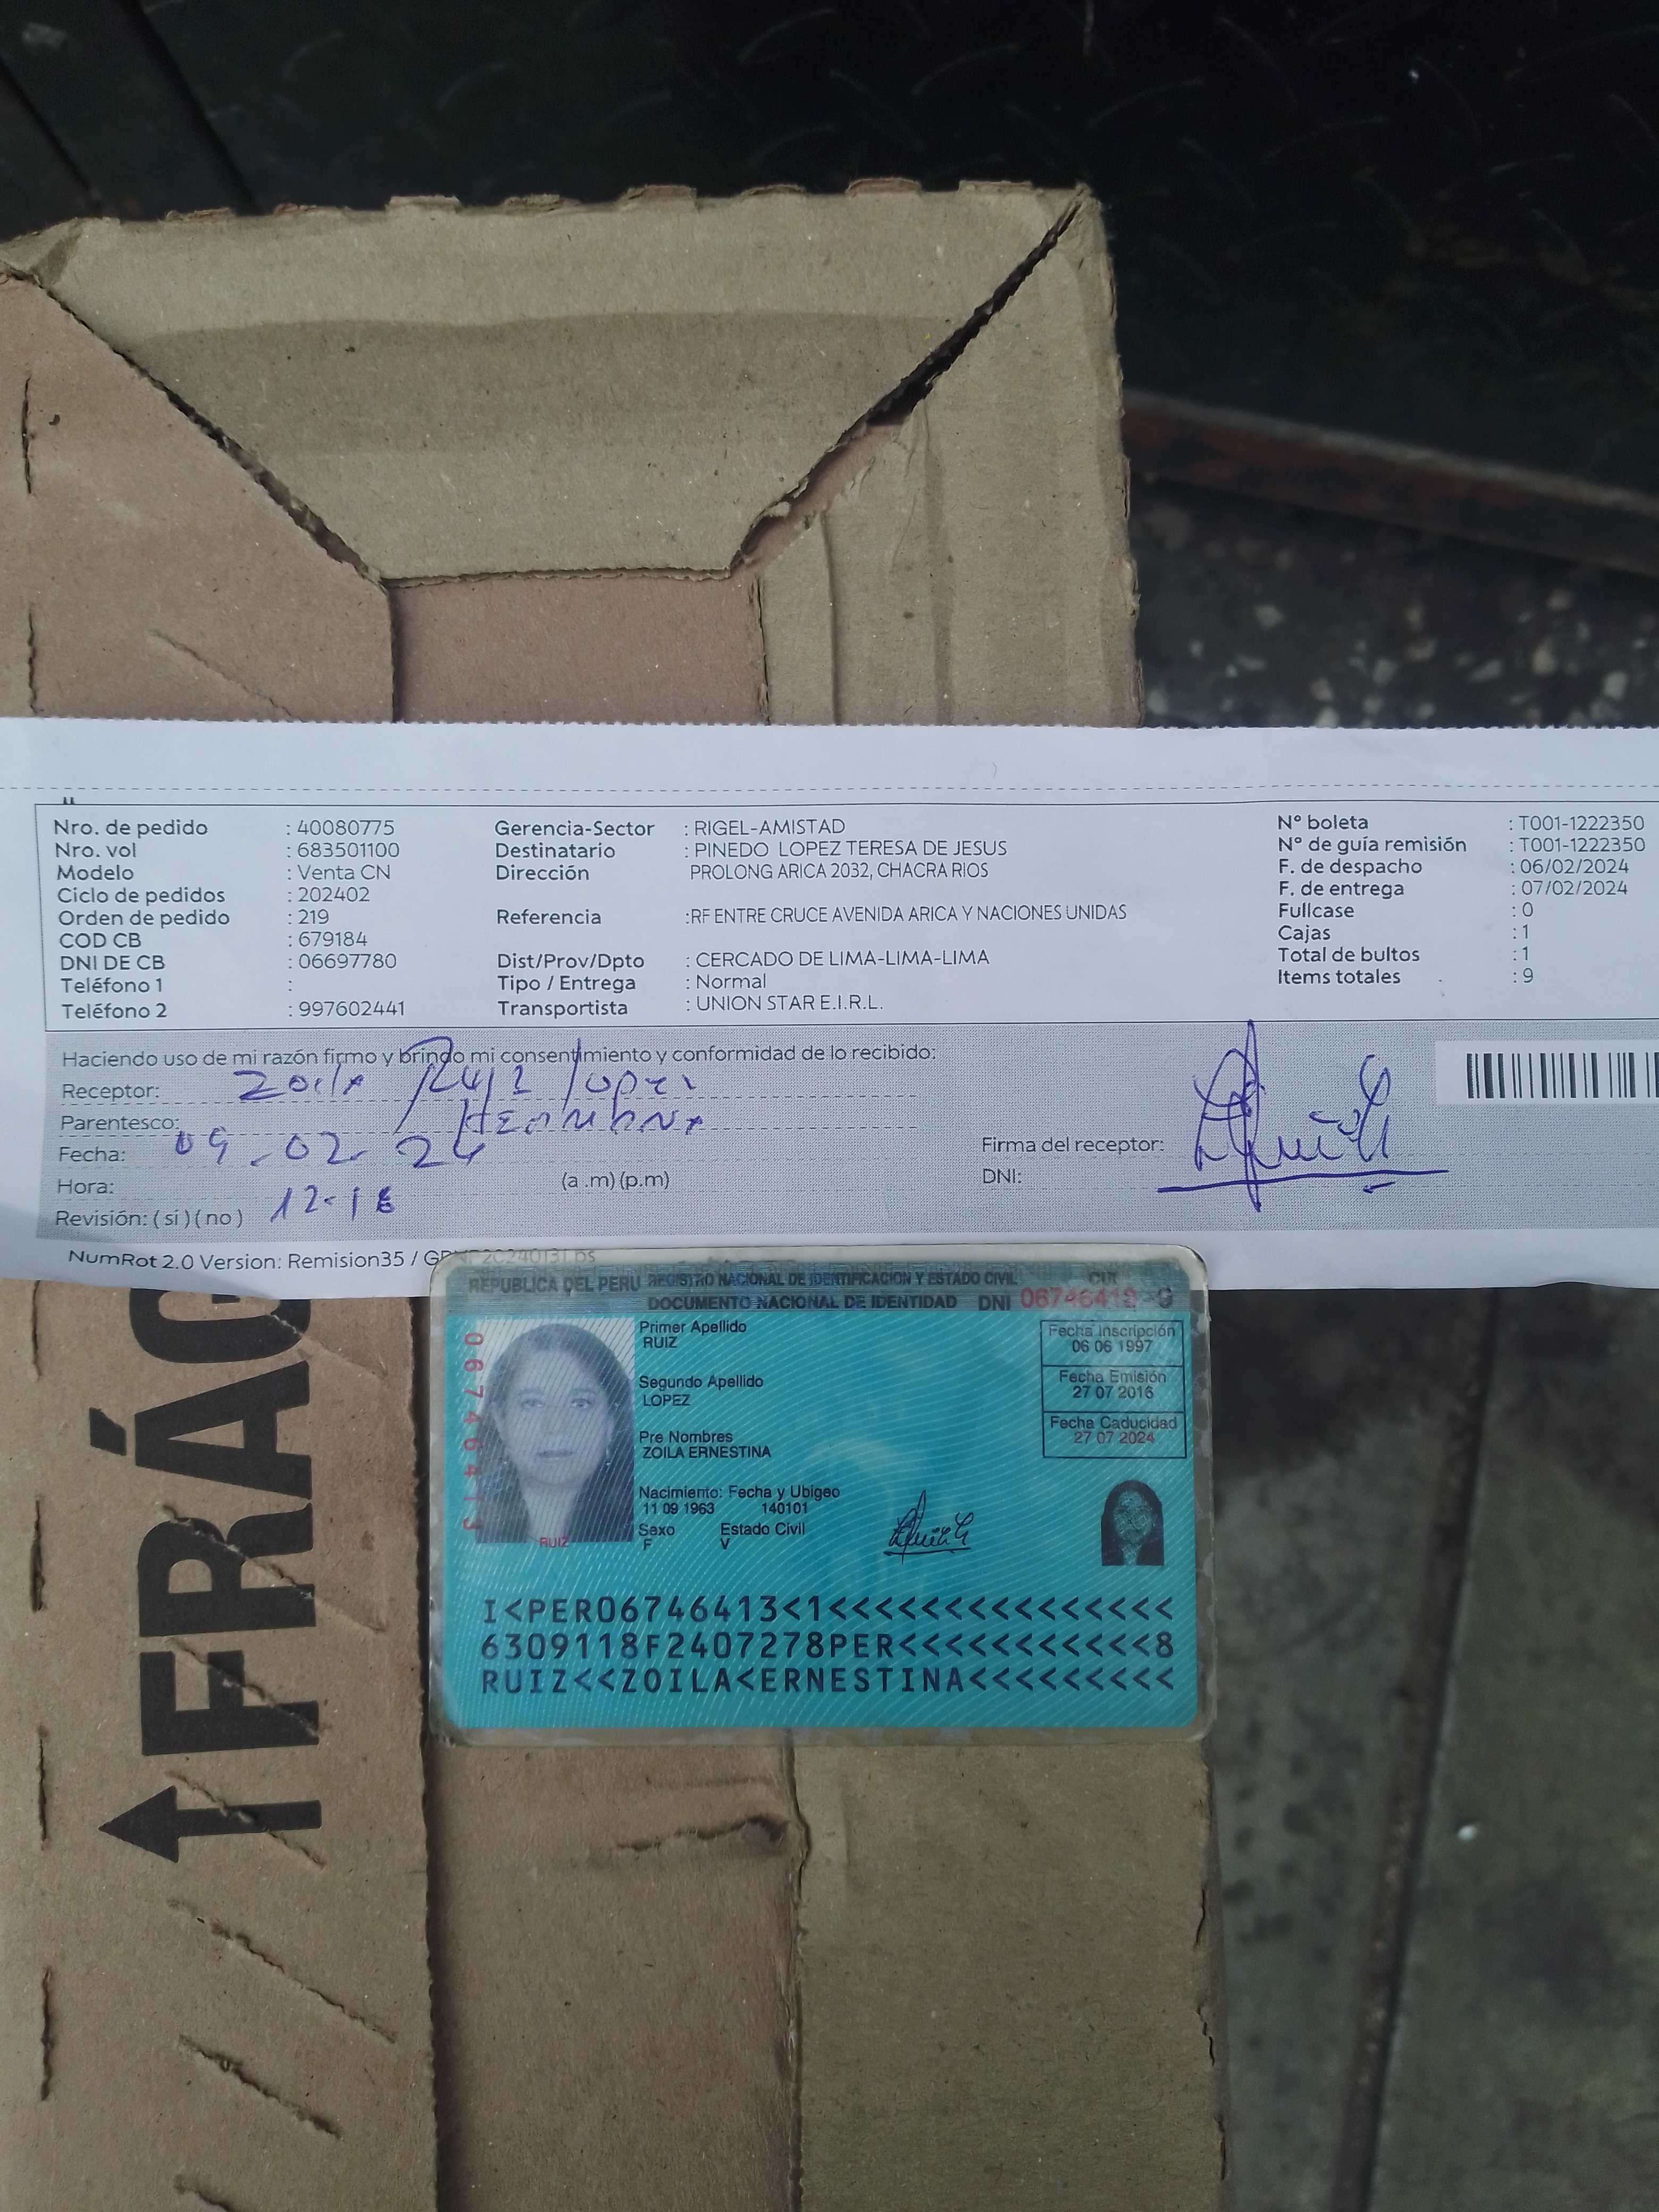 Nro. de pedido : 40080775 Gerencia-Sector : RIGEL-AMISTAD N° boleta : T001-1222350
Nro. vol : 683501100 Destinatario : PINEDO LOPEZ TERESA DE JESUS N° de guía remisión : T001-1222350
Modelo : Venta CN Dirección PROLONG ARICA 2032, CHACRA RIOS F. de despacho : 06/02/2024
Ciclo de pedidos : 202402 F. de entrega : 07/02/2024
Orden de pedido : 219 Referencia :RF ENTRE CRUCE AVENIDA ARICA Y NACIONES UNIDAS Fullcase : 0
COD CB : 679184 Cajas : 1
DNI DE CB : 06697780 Dist/Prov/Dpto : CERCADO DE LIMA-LIMA-LIMA Total de bultos : 1
Teléfono 1 : Tipo / Entrega : Normal Items totales : 9
Teléfono 2 : 997602441 Transportista : UNION STAR E.I.R.L.
Haciendo uso de mi razón firmo y brindo mi consentimiento y conformidad de lo recibido:
Receptor: Zoila Ruiz Lopez
Parentesco: HERMANA
Fecha: 09.02.24 Firma del receptor:
Hora: 12-18 (a .m) (p.m) DNI:
Revisión: ( si ) ( no )
NumRot 2.0 Version: Remision35 /
REPUBLICA DEL PERU REGISTRO NACIONAL DE IDENTIFICACION Y ESTADO CIVIL CUI
DOCUMENTO NACIONAL DE IDENTIDAD DNI
06746413
Primer Apellido
RUIZ
Segundo Apellido
LOPEZ
Pre Nombres
ZOILA ERNESTINA
Nacimiento: Fecha y Ubigeo
11 09 1963 140101
Sexo Estado Civil
F V
RUIZ
Fecha Inscripción
06 06 1997
Fecha Emisión
27 07 2016
Fecha Caducidad
27 07 2024
I<PER06746413<1<<<<<<<<<<<<<<<
6309118F2407278PER<<<<<<<<<<<8
RUIZ<<ZOILA<ERNESTINA<<<<<<<<<
FRÁG